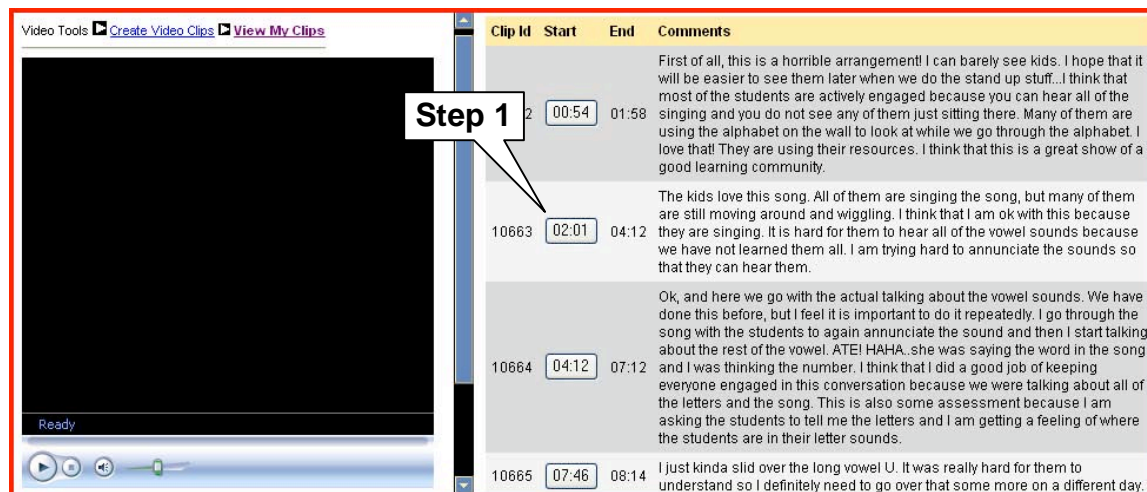 Video Tools Create Video Clips View My Clips
Ready
Step 1
Clip Id Start End Comments
2 00:54 01:58
First of all, this is a horrible arrangement! I can barely see kids. I hope that it
will be easier to see them later when we do the stand up stuff...I think that
most of the students are actively engaged because you can hear all of the
singing and you do not see any of them just sitting there. Many of them are
using the alphabet on the wall to look at while we go through the alphabet. I
love that! They are using their resources. I think that this is a great show of a
good learning community.
10663 02:01 04:12
The kids love this song. All of them are singing the song, but many of them
are still moving around and wiggling. I think that I am ok with this because
they are singing. It is hard for them to hear all of the vowel sounds because
we have not learned them all. I am trying hard to annunciate the sounds so
that they can hear them.
10664 04:12 07:12
Ok, and here we go with the actual talking about the vowel sounds. We have
done this before, but I feel it is important to do it repeatedly. I go through the
song with the students to again annunciate the sound and then I start talking
about the rest of the vowel. ATE! HAHA..she was saying the word in the song
and I was thinking the number. I think that I did a good job of keeping
everyone engaged in this conversation because we were talking about all of
the letters and the song. This is also some assessment because I am
asking the students to tell me the letters and I am getting a feeling of where
the students are in their letter sounds.
10665 07:46 08:14
I just kinda slid over the long vowel U. It was really hard for them to
understand so I definitely need to go over that some more on a different day.